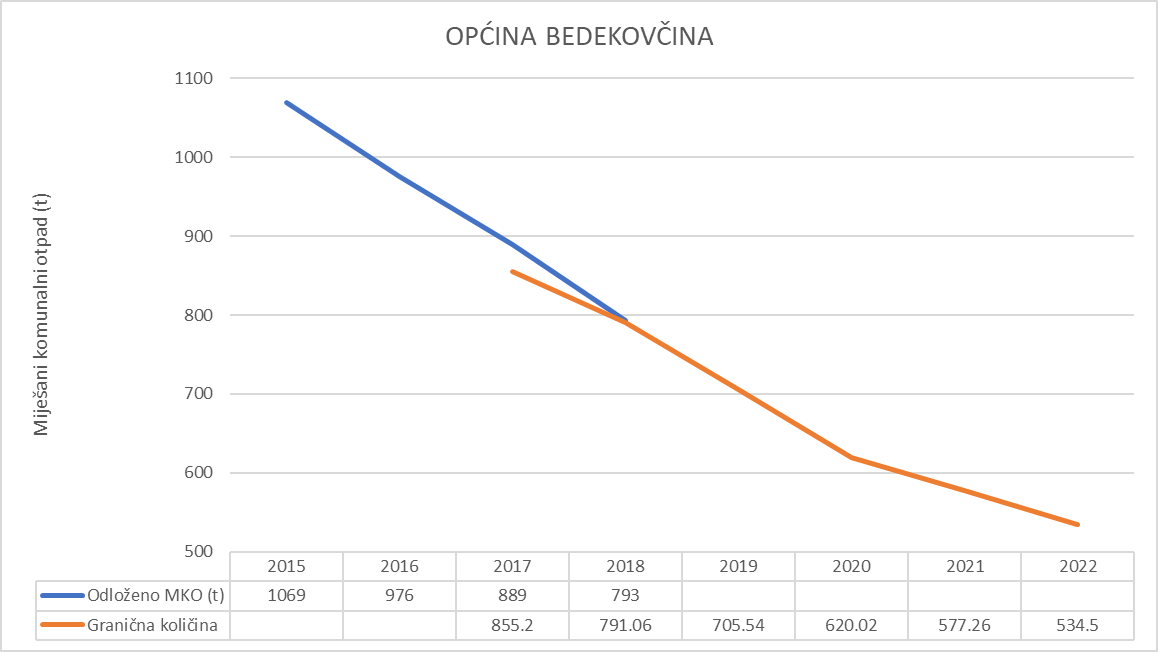 OPĆINA BEDEKOVČINA
Miješani komunalni otpad (t)
1100
1000
900
800
700
600
500
2015 2016 2017 2018 2019 2020 2021 2022
Odloženo MKO (t) 1069 976 889 793
Granična količina 855.2 791.06 705.54 620.02 577.26 534.5